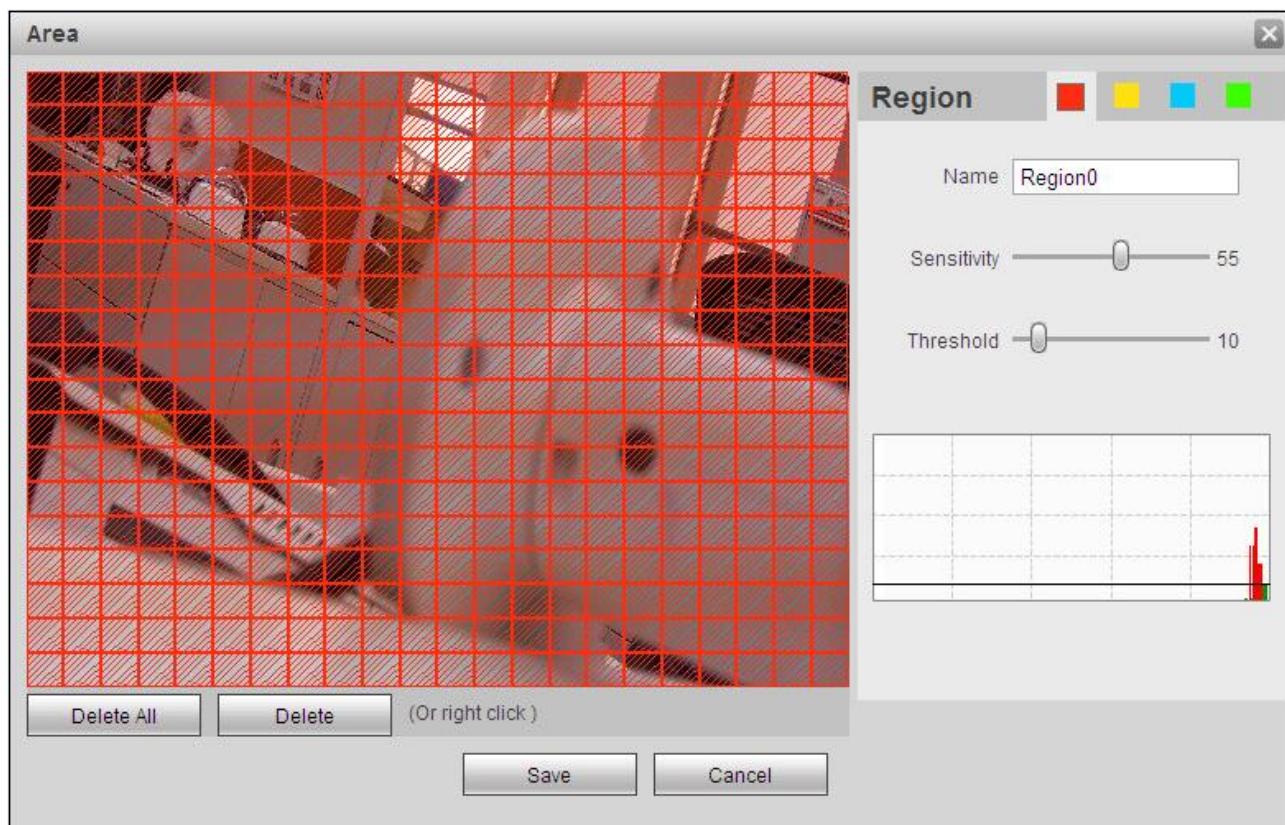 Area
Region
Name Region0
Sensitivity 55
Threshold 10
Delete All
Delete
(Or right click )
Save
Cancel